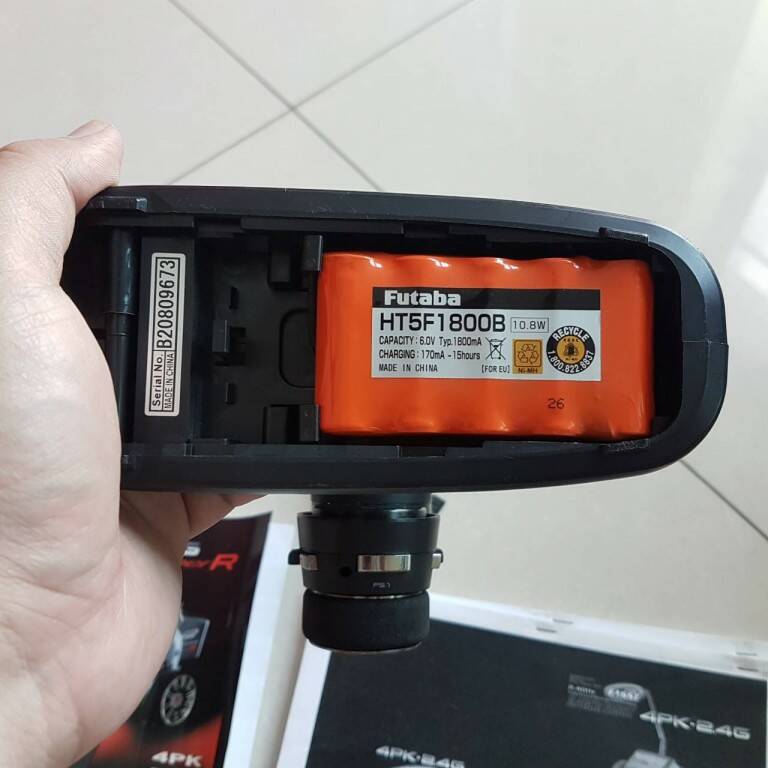 Serial No. B20809673
MADE IN CHINA
Futaba
HT5F1800B 10.8W
CAPACITY: 6.0V Typ.1800mA
CHARGING: 170mA - 15hours
MADE IN CHINA [FOR EU] Ni-MH
RECYCLE
1.800.822.8837
26
PS.1
R
4PK
4PK·2.4G
4PK·2.4G